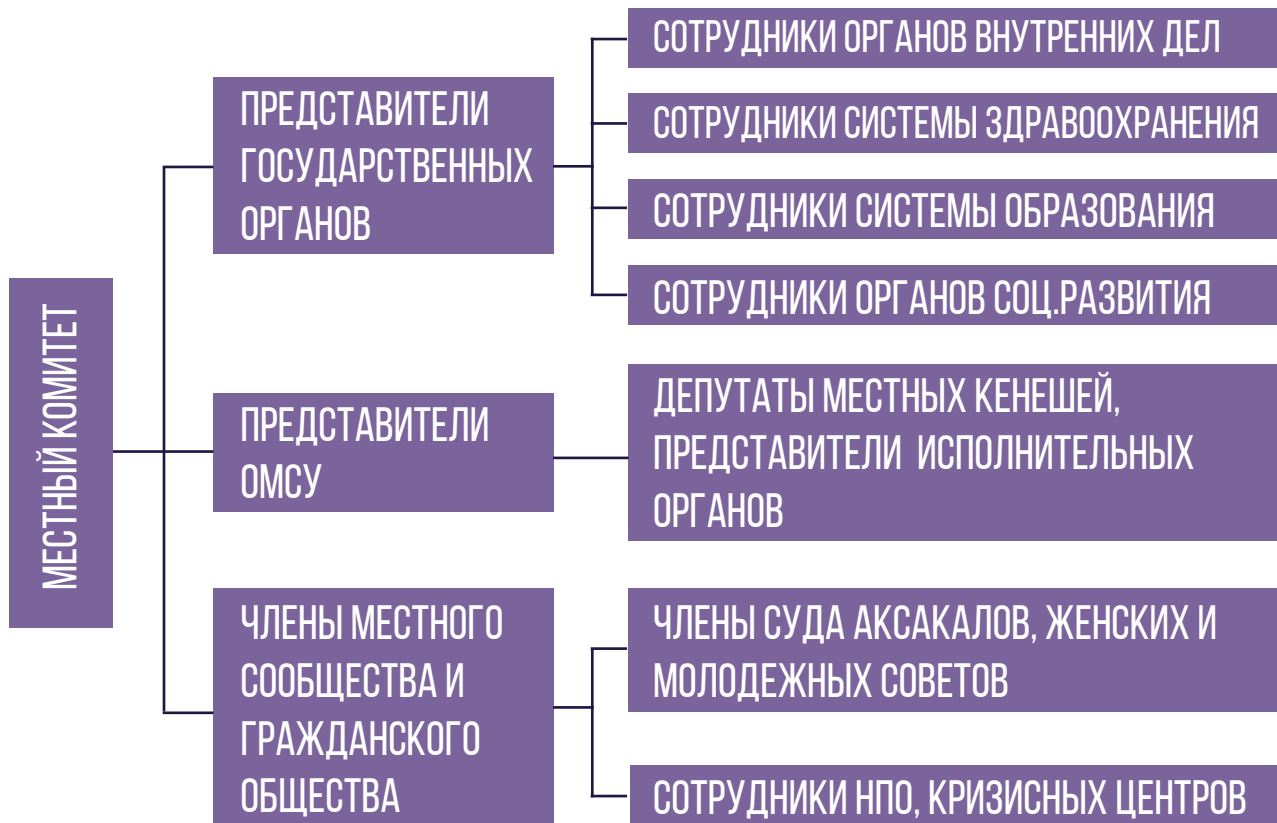 МЕСТНЫЙ КОМИТЕТ
ПРЕДСТАВИТЕЛИ
ГОСУДАРСТВЕННЫХ
ОРГАНОВ
СОТРУДНИКИ ОРГАНОВ ВНУТРЕННИХ ДЕЛ
СОТРУДНИКИ СИСТЕМЫ ЗДРАВООХРАНЕНИЯ
СОТРУДНИКИ СИСТЕМЫ ОБРАЗОВАНИЯ
СОТРУДНИКИ ОРГАНОВ СОЦ.РАЗВИТИЯ
ПРЕДСТАВИТЕЛИ
ОМСУ
ДЕПУТАТЫ МЕСТНЫХ КЕНЕШЕЙ,
ПРЕДСТАВИТЕЛИ ИСПОЛНИТЕЛЬНЫХ
ОРГАНОВ
ЧЛЕНЫ МЕСТНОГО
СООБЩЕСТВА И
ГРАЖДАНСКОГО
ОБЩЕСТВА
ЧЛЕНЫ СУДА АКСАКАЛОВ, ЖЕНСКИХ И
МОЛОДЕЖНЫХ СОВЕТОВ
СОТРУДНИКИ НПО, КРИЗИСНЫХ ЦЕНТРОВ